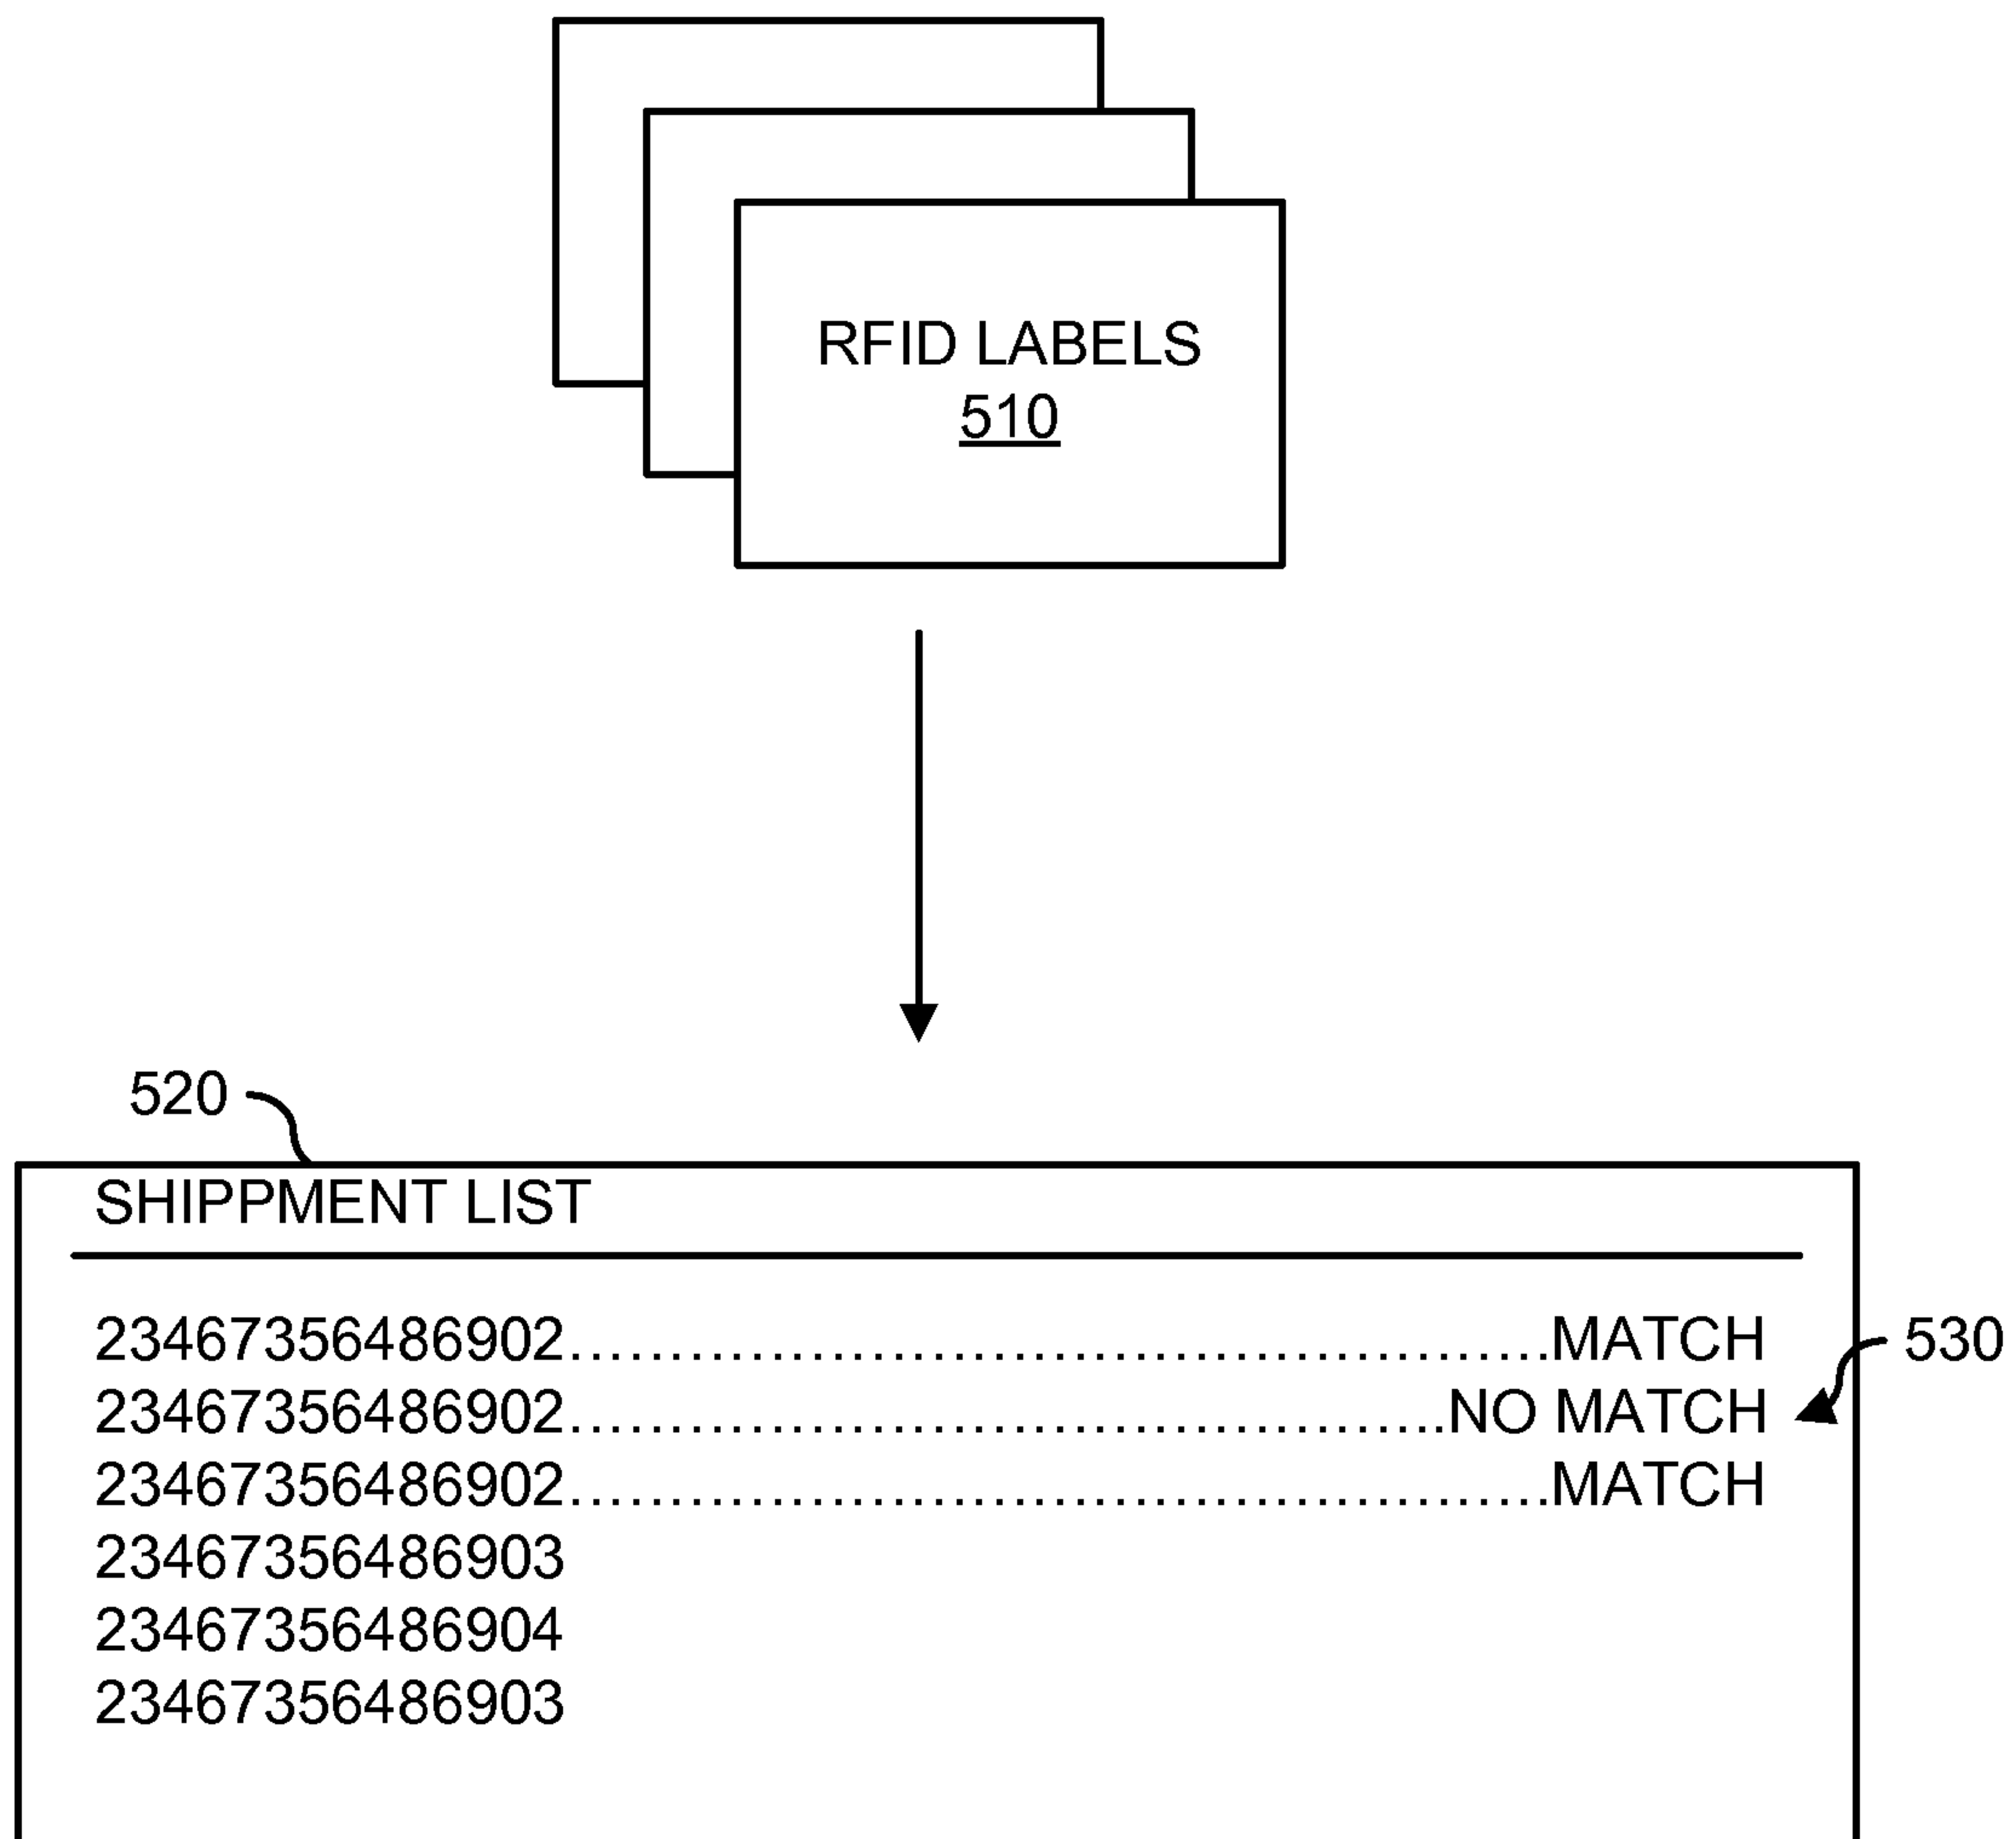 RFID LABELS
510
520
SHIPPMENT LIST
23467356486902.................................................MATCH
530
23467356486902............................................NO MATCH
23467356486902.................................................MATCH
23467356486903
23467356486904
23467356486903